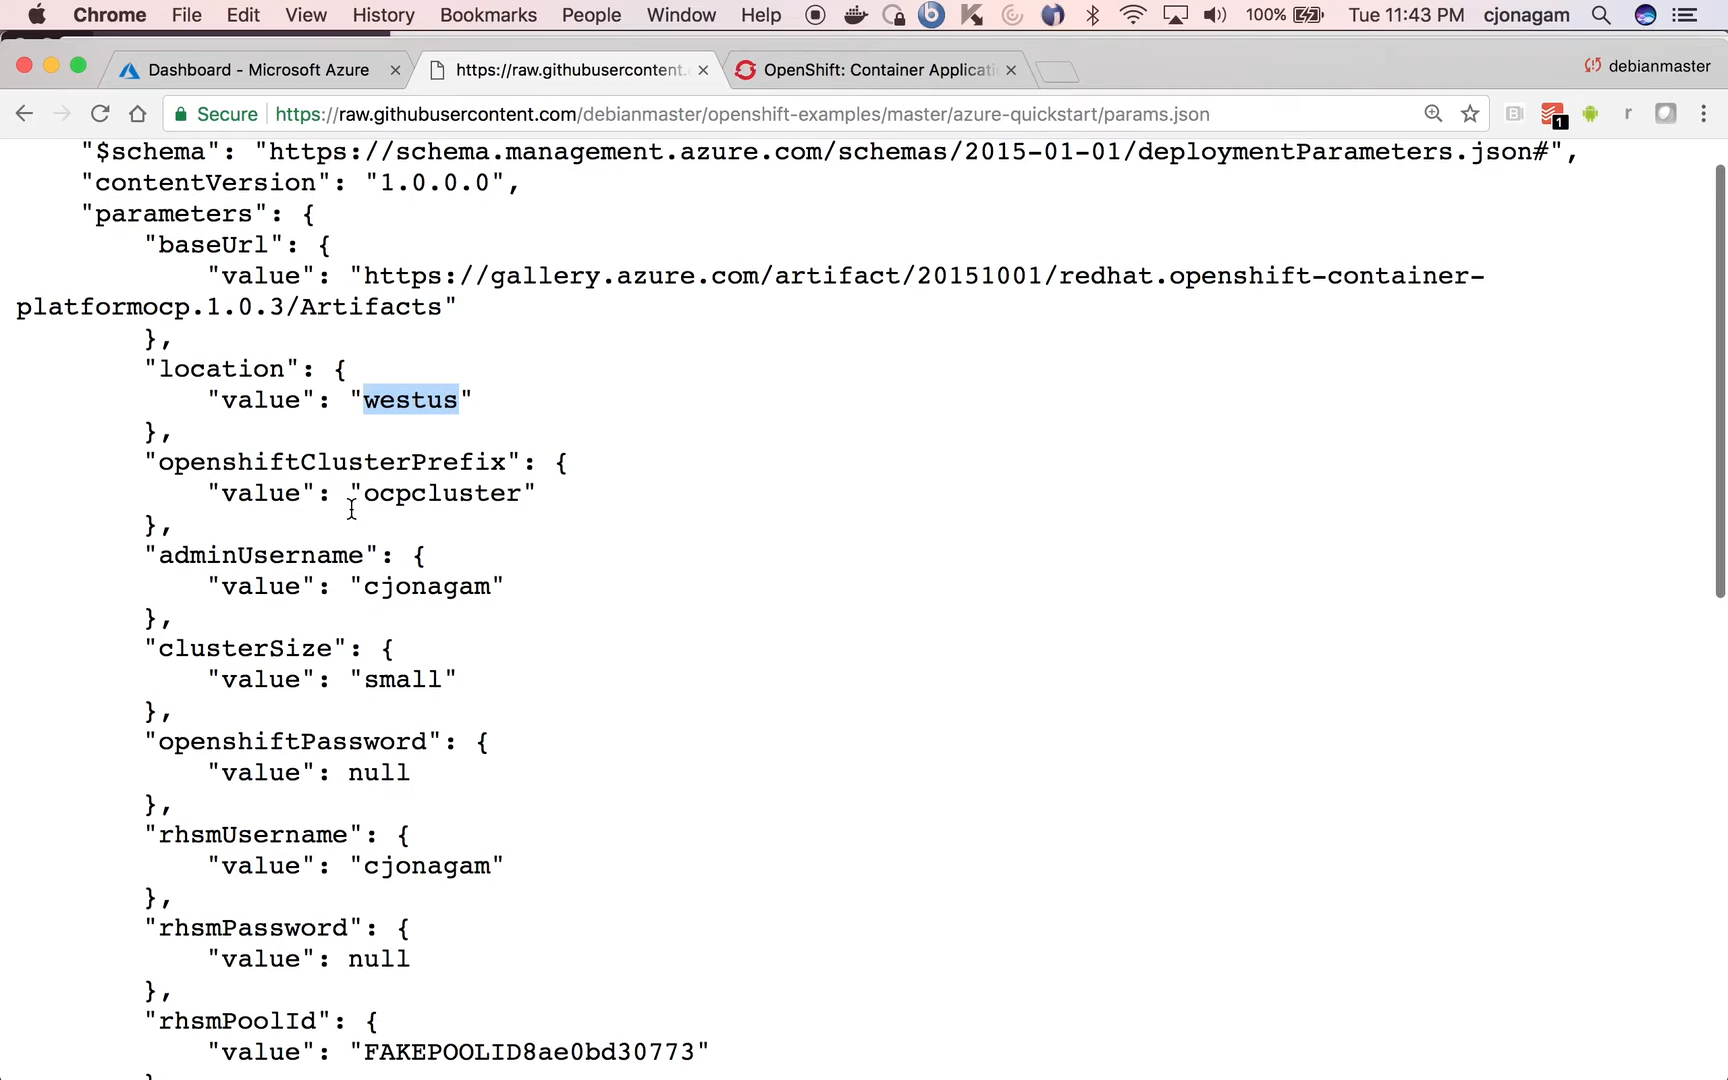 Chrome File Edit View History Bookmarks People Window Help 100% Tue 11:43 PM cjonagam
Dashboard - Microsoft Azure https://raw.githubusercontent. OpenShift: Container Applicati debianmaster
Secure https://raw.githubusercontent.com/debianmaster/openshift-examples/master/azure-quickstart/params.json r 1
"$schema": "https://schema.management.azure.com/schemas/2015-01-01/deploymentParameters.json#",
"contentVersion": "1.0.0.0",
"parameters": {
"baseUrl": {
"value": "https://gallery.azure.com/artifact/20151001/redhat.openshift-container-
platformocp.1.0.3/Artifacts"
},
"location": {
"value": "westus"
},
"openshiftClusterPrefix": {
"value": "ocpcluster"
},
"adminUsername": {
"value": "cjonagam"
},
"clusterSize": {
"value": "small"
},
"openshiftPassword": {
"value": null
},
"rhsmUsername": {
"value": "cjonagam"
},
"rhsmPassword": {
"value": null
},
"rhsmPoolId": {
"value": "FAKEPOOLID8ae0bd30773"